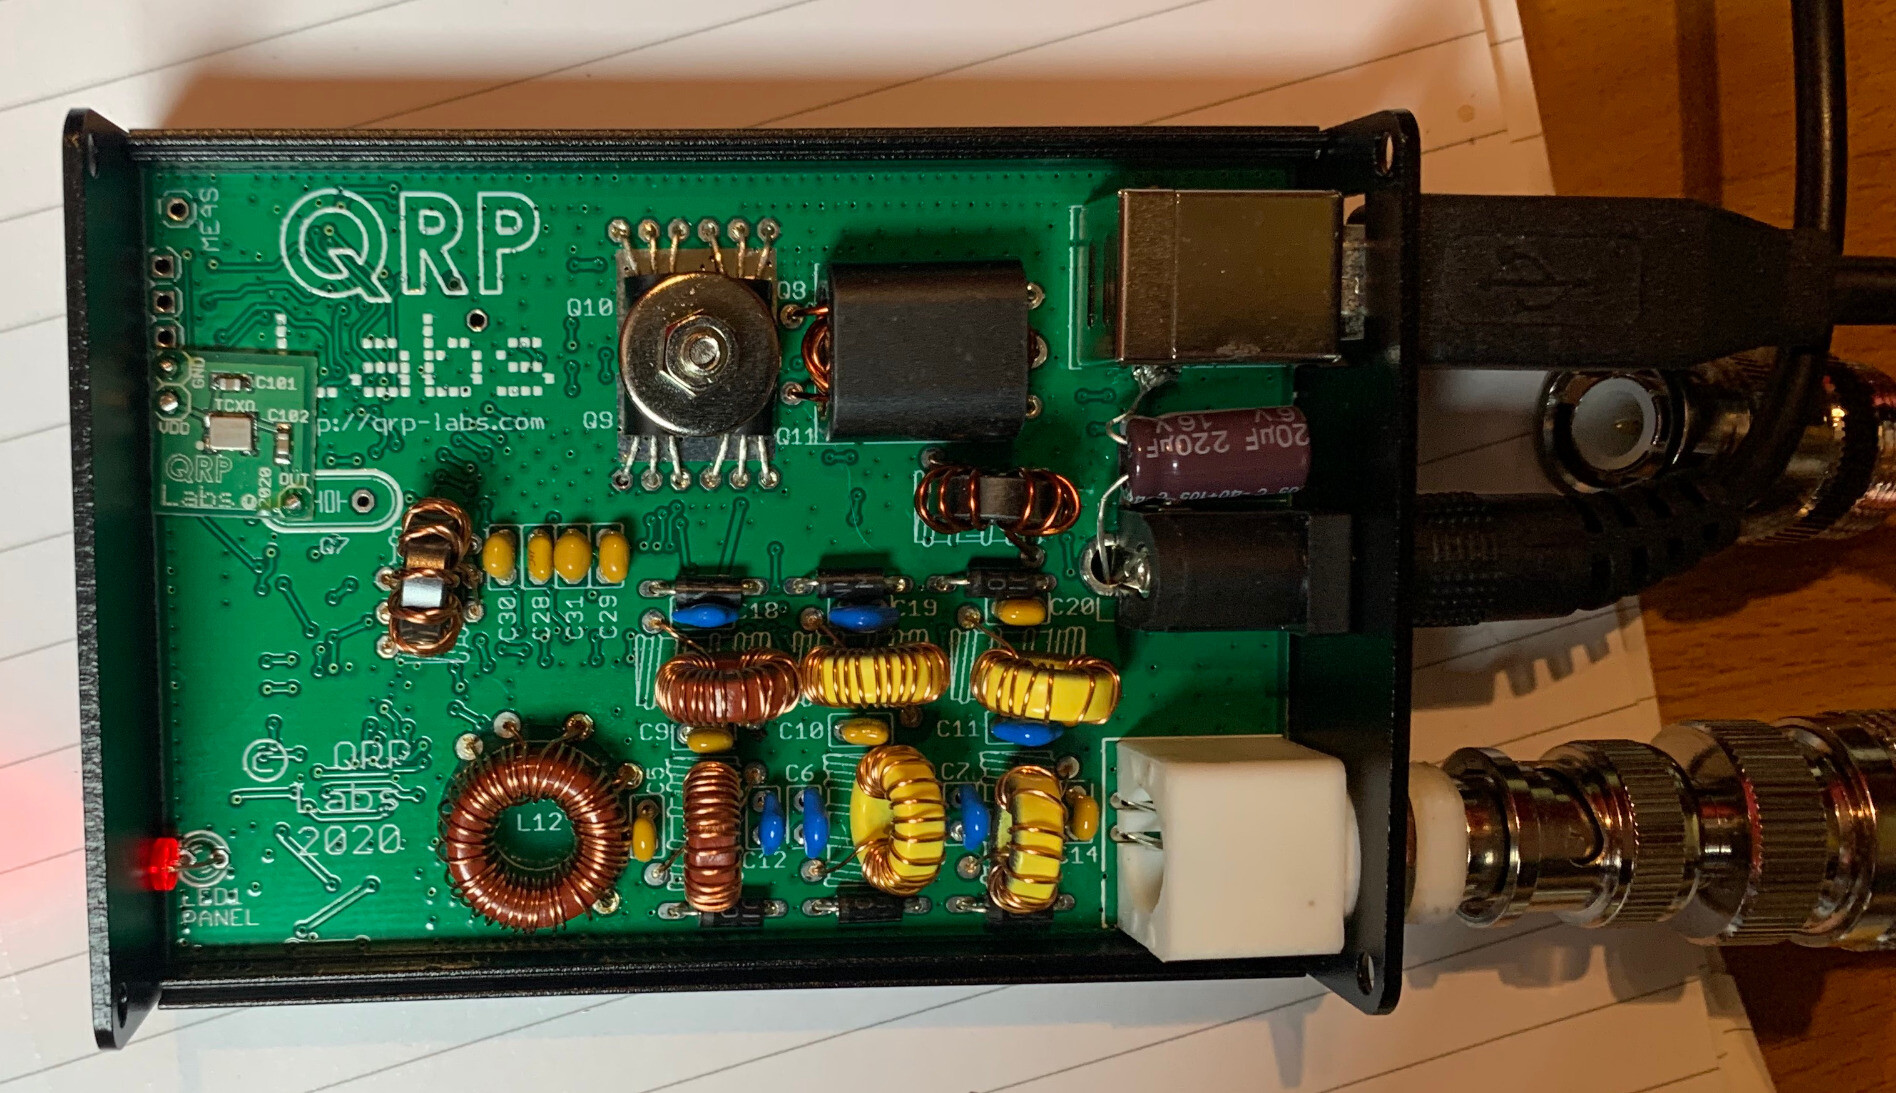 MEAS
QRP
Labs
p://qrp-labs.com
GND
C101
TCXO
C102
VDD
OUT
QRP
Labs ©2020
Q7
Q10
Q8
Q9
Q11
220µF
16V
C30
C28
C31
C29
C18
C19
C20
C9
C10
C11
C5
C6
C7
L12
C12
C14
© QRP
Labs
2020
LED1
PANEL